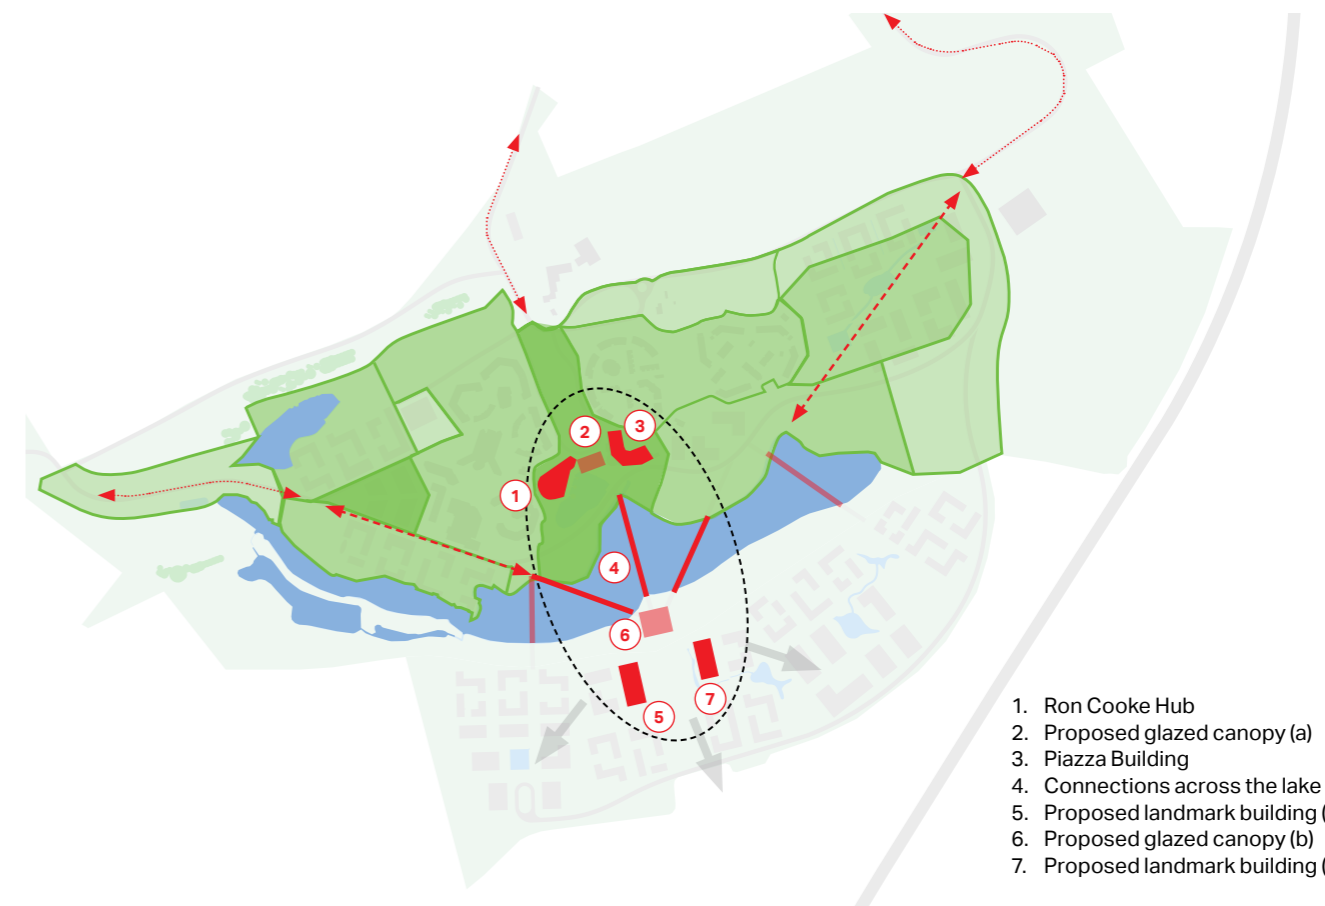 2
3
1
4
6
5
7
1. Ron Cooke Hub
2. Proposed glazed canopy (a)
3. Piazza Building
4. Connections across the lake
5. Proposed landmark building (
6. Proposed glazed canopy (b)
7. Proposed landmark building (